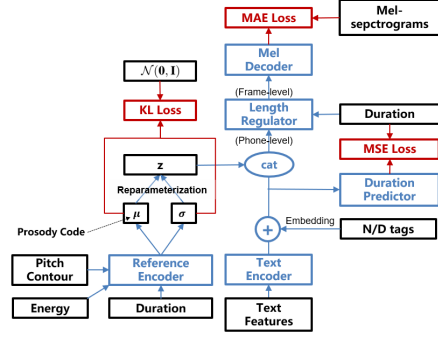 MAE Loss
Mel-
sepctrograms
Mel
Decoder
𝒩(0, I)
(Frame-level)
KL Loss
Length
Regulator
Duration
(Phone-level)
MSE Loss
z
cat
Reparameterization
Duration
Predictor
μ
σ
Embedding
Prosody Code
+
N/D tags
Pitch
Contour
Reference
Encoder
Text
Encoder
Energy
Duration
Text
Features